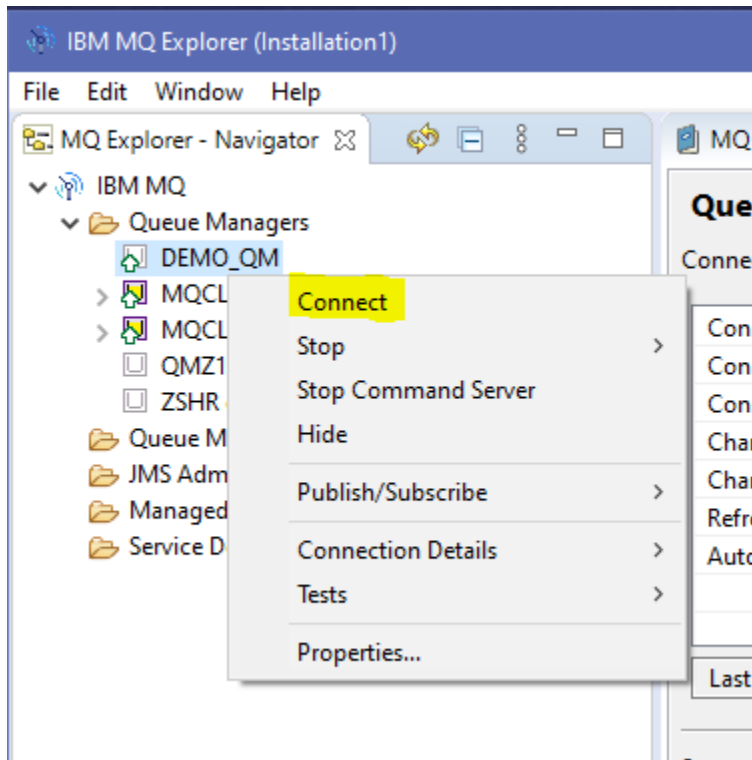 IBM MQ Explorer (Installation1)
File Edit Window Help
MQ Explorer - Navigator
MQ
IBM MQ
Queue Managers
DEMO_QM
MQCL
MQCL
QMZ1
ZSHR
Queue M
JMS Adm
Managed
Service D
Connect
Stop
Stop Command Server
Hide
Publish/Subscribe
Connection Details
Tests
Properties...
Que
Conne
Con
Con
Con
Char
Char
Refre
Auto
Last